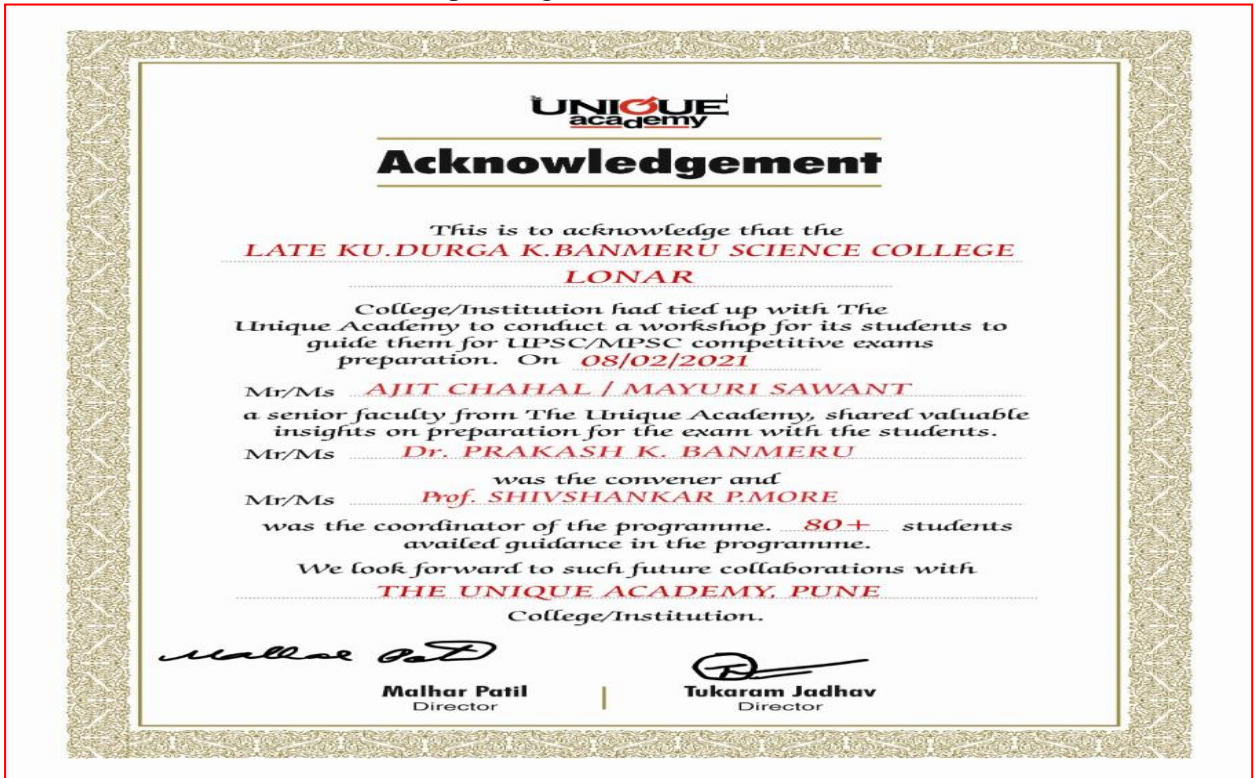 the
UNIQUE
academy
Acknowledgement
This is to acknowledge that the
LATE KU.DURGA K.BANMERU SCIENCE COLLEGE
LONAR
College/Institution had tied up with The
Unique Academy to conduct a workshop for its students to
guide them for UPSC/MPSC competitive exams
preparation. On 08/02/2021
Mr/Ms AJIT CHAHAL / MAYURI SAWANT
a senior faculty from The Unique Academy, shared valuable
insights on preparation for the exam with the students.
Mr/Ms Dr. PRAKASH K. BANMERU
was the convener and
Mr/Ms Prof. SHIVSHANKAR P.MORE
was the coordinator of the programme. 80+ students
availed guidance in the programme.
We look forward to such future collaborations with
THE UNIQUE ACADEMY, PUNE
College/Institution.
Malhar Patil | Tukaram Jadhav
Director Director